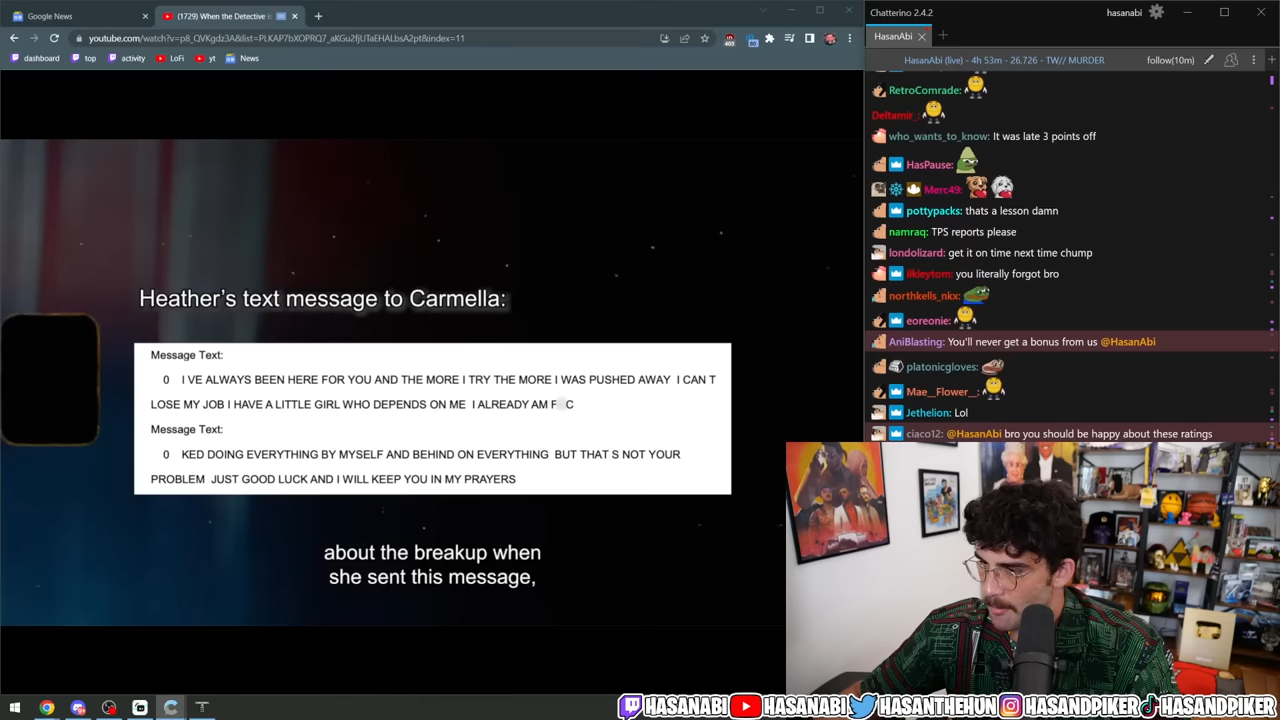 Google News
(1729) When the Detective is
youtube.com/watch?v=p8_QVKgdz3A&list=PLKAP7bXOPRQ7_aKGu2fjUTaEHALbsA2pt&index=11
403
80
dashboard
top
activity
LoFi
yt
News
Heather's text message to Carmella:
Message Text:
0 I VE ALWAYS BEEN HERE FOR YOU AND THE MORE I TRY THE MORE I WAS PUSHED AWAY I CAN T
LOSE MY JOB I HAVE A LITTLE GIRL WHO DEPENDS ON ME I ALREADY AM F C
Message Text:
0 KED DOING EVERYTHING BY MYSELF AND BEHIND ON EVERYTHING BUT THAT S NOT YOUR
PROBLEM JUST GOOD LUCK AND I WILL KEEP YOU IN MY PRAYERS
about the breakup when
she sent this message,
Chatterino 2.4.2
hasanabi
HasanAbi
HasanAbi (live) - 4h 53m - 26,726 - TW// MURDER
follow(10m)
RetroComrade:
Deltamir_:
who_wants_to_know: It was late 3 points off
HasPause:
Merc49:
pottypacks: thats a lesson damn
namraq: TPS reports please
londolizard: get it on time next time chump
iikleytom: you literally forgot bro
northkells_nkx:
eoreonie:
AniBlasting: You'll never get a bonus from us @HasanAbi
platonicgloves:
Mae__Flower__:
Jethelion: Lol
ciaco12: @HasanAbi bro you should be happy about these ratings
HASANABI
HASANABI
HASANTHEHUN
HASANDPIKER
HASANDPIKER